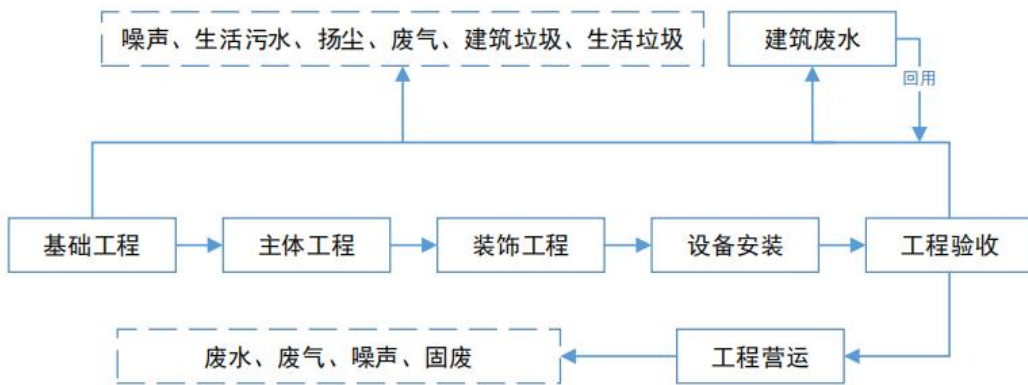 噪声、生活污水、扬尘、废气、建筑垃圾、生活垃圾
建筑废水
回用
基础工程
主体工程
装饰工程
设备安装
工程验收
废水、废气、噪声、固废
工程营运